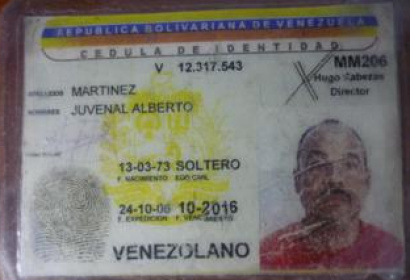 REPUBLICA BOLIVARIANA DE VENEZUELA
CEDULA DE IDENTIDAD
V 12.317.543
MM206
Hugo Cabezas
Director
APELLIDOS MARTINEZ
NOMBRES JUVENAL ALBERTO
13-03-73 SOLTERO
F. NACIMIENTO EDO CIVIL
24-10-06 10-2016
F. EXPEDICION F. VENCIMIENTO
VENEZOLANO